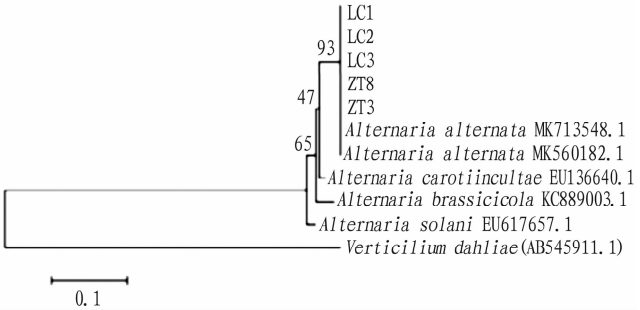 LC1
LC2
93
LC3
ZT8
47
ZT3
Alternaria alternata MK713548.1
65
Alternaria alternata MK560182.1
Alternaria carotiincultae EU136640.1
Alternaria brassicicola KC889003.1
Alternaria solani EU617657.1
Verticilium dahliae(AB545911.1)
0.1